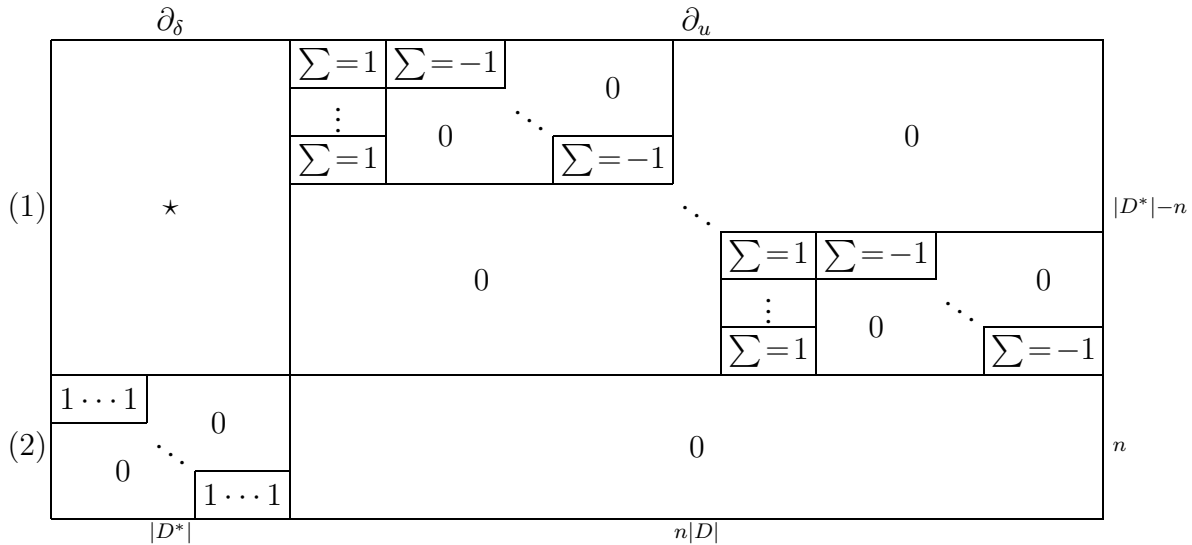 ∂_δ ∂_u
∑=1 ∑=−1 0
⋮ 0 ⋱ 0
∑=1 ∑=−1
(1) ⋆ ⋱ |D*|−n
0 ∑=1 ∑=−1 0
⋮ 0 ⋱
∑=1 ∑=−1
1⋯1 0
(2) ⋱ 0 n
0 1⋯1
|D*| n|D|